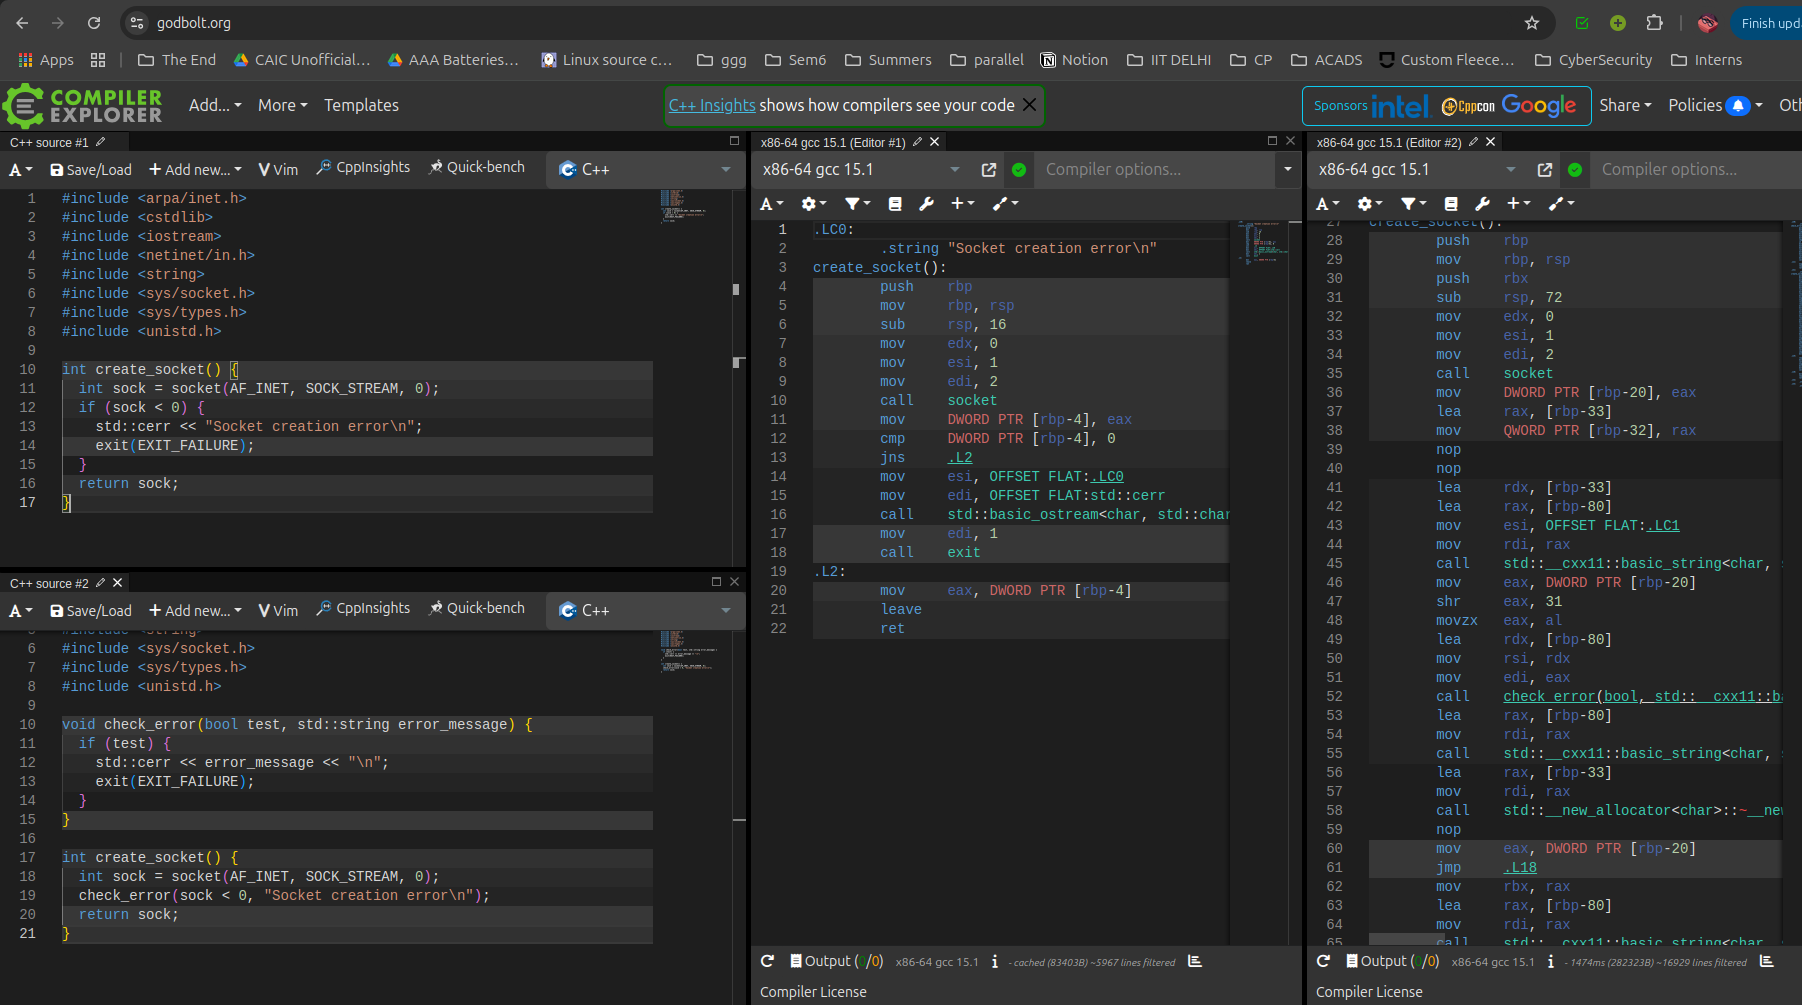 godbolt.org
Finish upd
Apps
The End
CAIC Unofficial...
AAA Batteries...
Linux source c...
ggg
Sem6
Summers
parallel
Notion
IIT DELHI
CP
ACADS
Custom Fleece...
CyberSecurity
Interns
COMPILER
EXPLORER
Add...
More
Templates
C++ Insights shows how compilers see your code
Sponsors intel. Cppcon Google
Share
Policies
Oth
C++ source #1
A
Save/Load
Add new...
Vim
CppInsights
Quick-bench
C++
1 #include <arpa/inet.h>
2 #include <cstdlib>
3 #include <iostream>
4 #include <netinet/in.h>
5 #include <string>
6 #include <sys/socket.h>
7 #include <sys/types.h>
8 #include <unistd.h>
9
10 int create_socket() {
11   int sock = socket(AF_INET, SOCK_STREAM, 0);
12   if (sock < 0) {
13     std::cerr << "Socket creation error\n";
14     exit(EXIT_FAILURE);
15   }
16   return sock;
17 }
C++ source #2
A
Save/Load
Add new...
Vim
CppInsights
Quick-bench
C++
5 #include <string>
6 #include <sys/socket.h>
7 #include <sys/types.h>
8 #include <unistd.h>
9
10 void check_error(bool test, std::string error_message) {
11   if (test) {
12     std::cerr << error_message << "\n";
13     exit(EXIT_FAILURE);
14   }
15 }
16
17 int create_socket() {
18   int sock = socket(AF_INET, SOCK_STREAM, 0);
19   check_error(sock < 0, "Socket creation error\n");
20   return sock;
21 }
x86-64 gcc 15.1 (Editor #1)
x86-64 gcc 15.1
Compiler options...
A
1 .LC0:
2         .string "Socket creation error\n"
3 create_socket():
4         push    rbp
5         mov     rbp, rsp
6         sub     rsp, 16
7         mov     edx, 0
8         mov     esi, 1
9         mov     edi, 2
10         call    socket
11         mov     DWORD PTR [rbp-4], eax
12         cmp     DWORD PTR [rbp-4], 0
13         jns     .L2
14         mov     esi, OFFSET FLAT:.LC0
15         mov     edi, OFFSET FLAT:std::cerr
16         call    std::basic_ostream<char, std::char
17         mov     edi, 1
18         call    exit
19 .L2:
20         mov     eax, DWORD PTR [rbp-4]
21         leave
22         ret
Output (0/0) x86-64 gcc 15.1 i - cached (83403B) ~5967 lines filtered
Compiler License
x86-64 gcc 15.1 (Editor #2)
x86-64 gcc 15.1
Compiler options...
A
27 create_socket():
28         push    rbp
29         mov     rbp, rsp
30         push    rbx
31         sub     rsp, 72
32         mov     edx, 0
33         mov     esi, 1
34         mov     edi, 2
35         call    socket
36         mov     DWORD PTR [rbp-20], eax
37         lea     rax, [rbp-33]
38         mov     QWORD PTR [rbp-32], rax
39         nop
40         nop
41         lea     rdx, [rbp-33]
42         lea     rax, [rbp-80]
43         mov     esi, OFFSET FLAT:.LC1
44         mov     rdi, rax
45         call    std::__cxx11::basic_string<char, s
46         mov     eax, DWORD PTR [rbp-20]
47         shr     eax, 31
48         movzx   eax, al
49         lea     rdx, [rbp-80]
50         mov     rsi, rdx
51         mov     edi, eax
52         call    check_error(bool, std::__cxx11::ba
53         lea     rax, [rbp-80]
54         mov     rdi, rax
55         call    std::__cxx11::basic_string<char, s
56         lea     rax, [rbp-33]
57         mov     rdi, rax
58         call    std::__new_allocator<char>::~__new
59         nop
60         mov     eax, DWORD PTR [rbp-20]
61         jmp     .L18
62         mov     rbx, rax
63         lea     rax, [rbp-80]
64         mov     rdi, rax
65         call    std::__cxx11::basic_string<char, s
Output (0/0) x86-64 gcc 15.1 i - 1474ms (282323B) ~16929 lines filtered
Compiler License